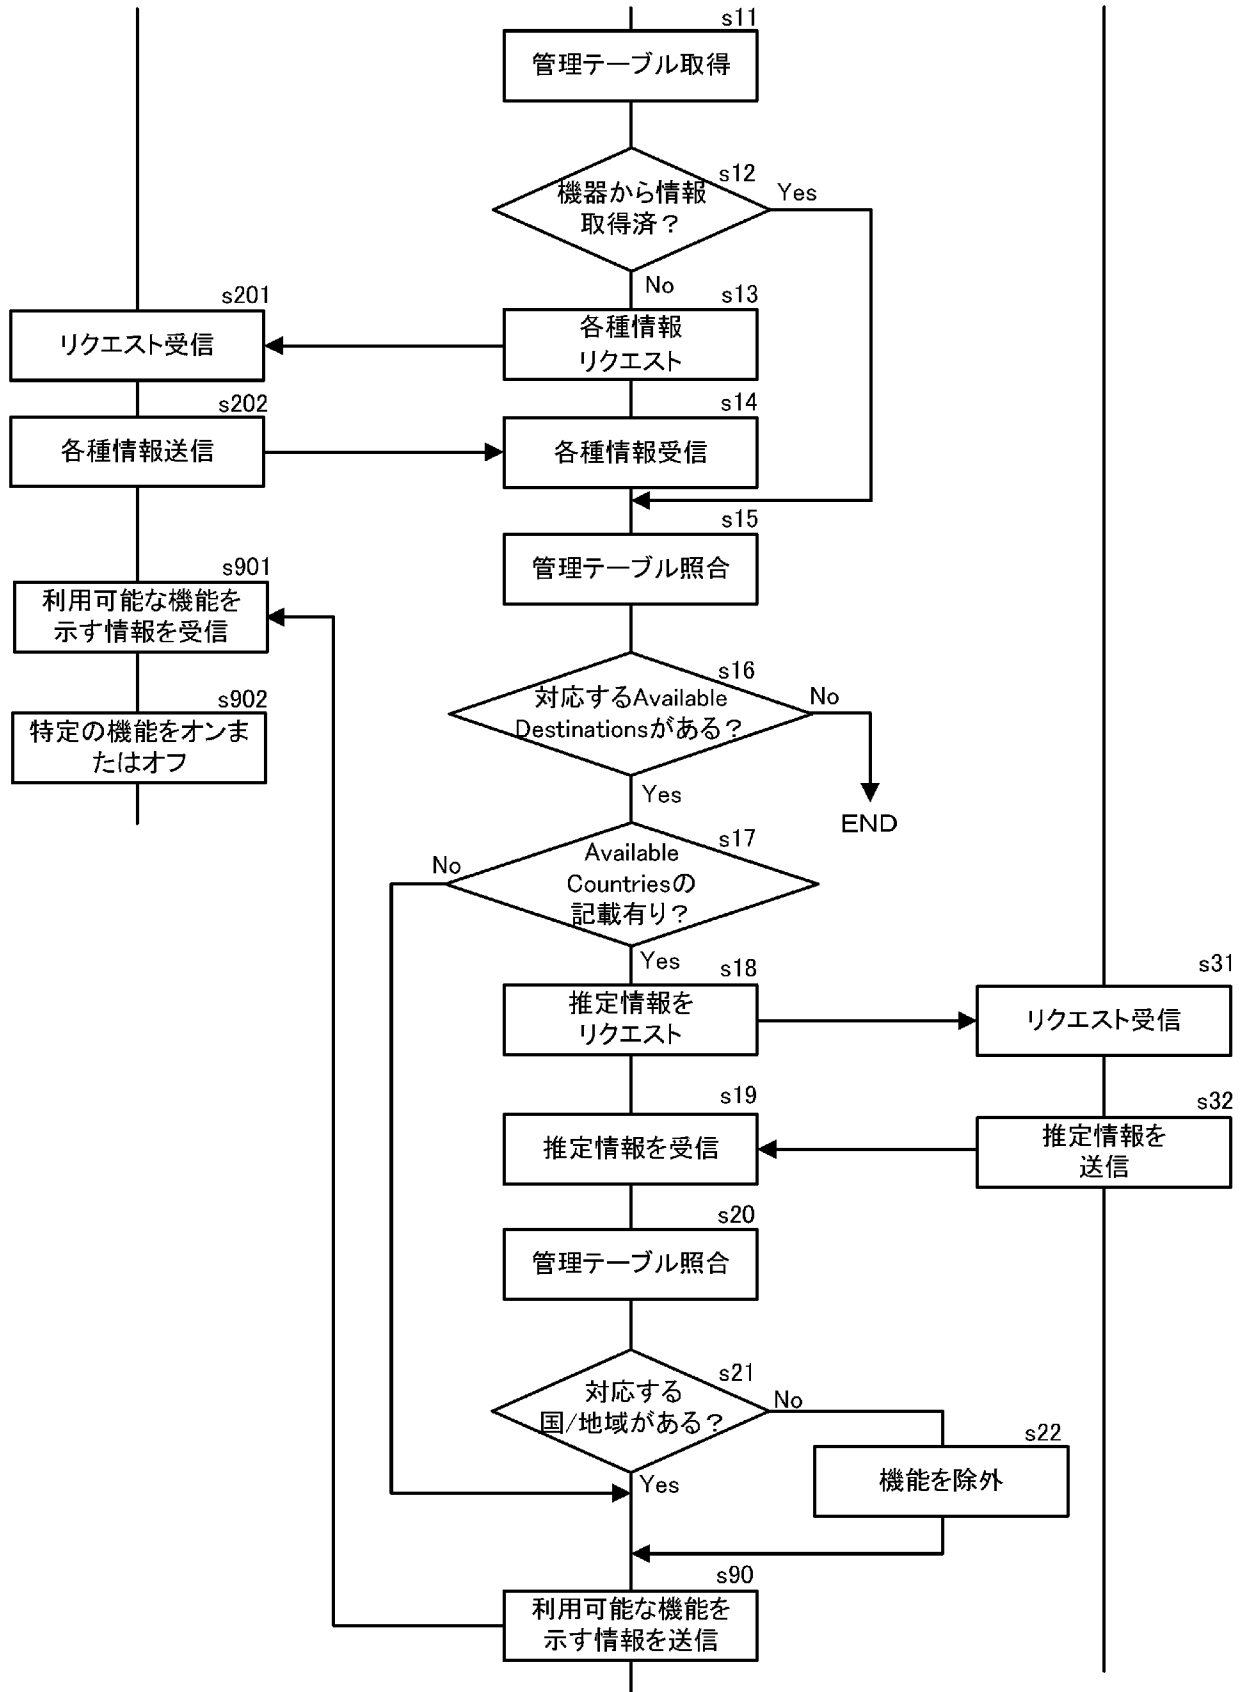 s11
管理テーブル取得
s12
機器から情報
取得済？
Yes
No
s13
各種情報
リクエスト
s201
リクエスト受信
s202
各種情報送信
s14
各種情報受信
s15
管理テーブル照合
s901
利用可能な機能を
示す情報を受信
s902
特定の機能をオンま
たはオフ
s16
対応するAvailable
Destinationsがある？
No
Yes
END
s17
Available
Countriesの
記載有り？
No
Yes
s18
推定情報を
リクエスト
s31
リクエスト受信
s19
推定情報を受信
s32
推定情報を
送信
s20
管理テーブル照合
s21
対応する
国/地域がある？
No
Yes
s22
機能を除外
s90
利用可能な機能を
示す情報を送信